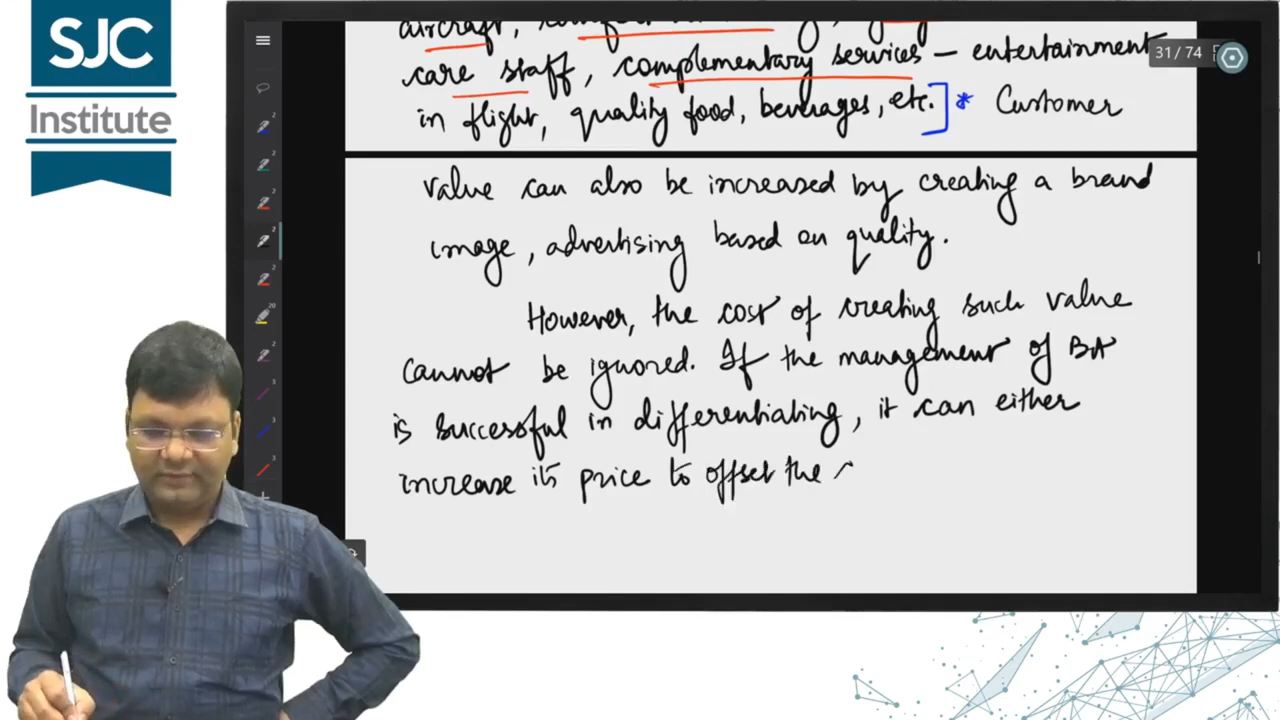 SJC
Institute
31 / 74
aircraft,
care staff, complementary services – entertainment
in flight, quality food, beverages, etc.] * Customer
value can also be increased by creating a brand
image, advertising based on quality.
However, the cost of creating such value
cannot be ignored. If the management of BA
is successful in differentiating, it can either
increase its price to offset the